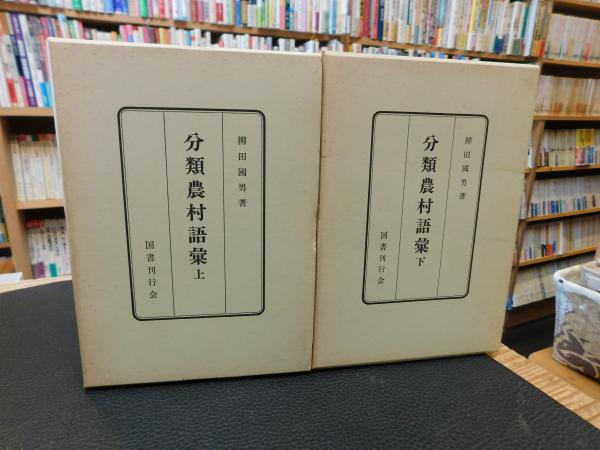 柳田國男著
分類農村語彙 上
国書刊行会
柳田國男著
分類農村語彙 下
国書刊行会